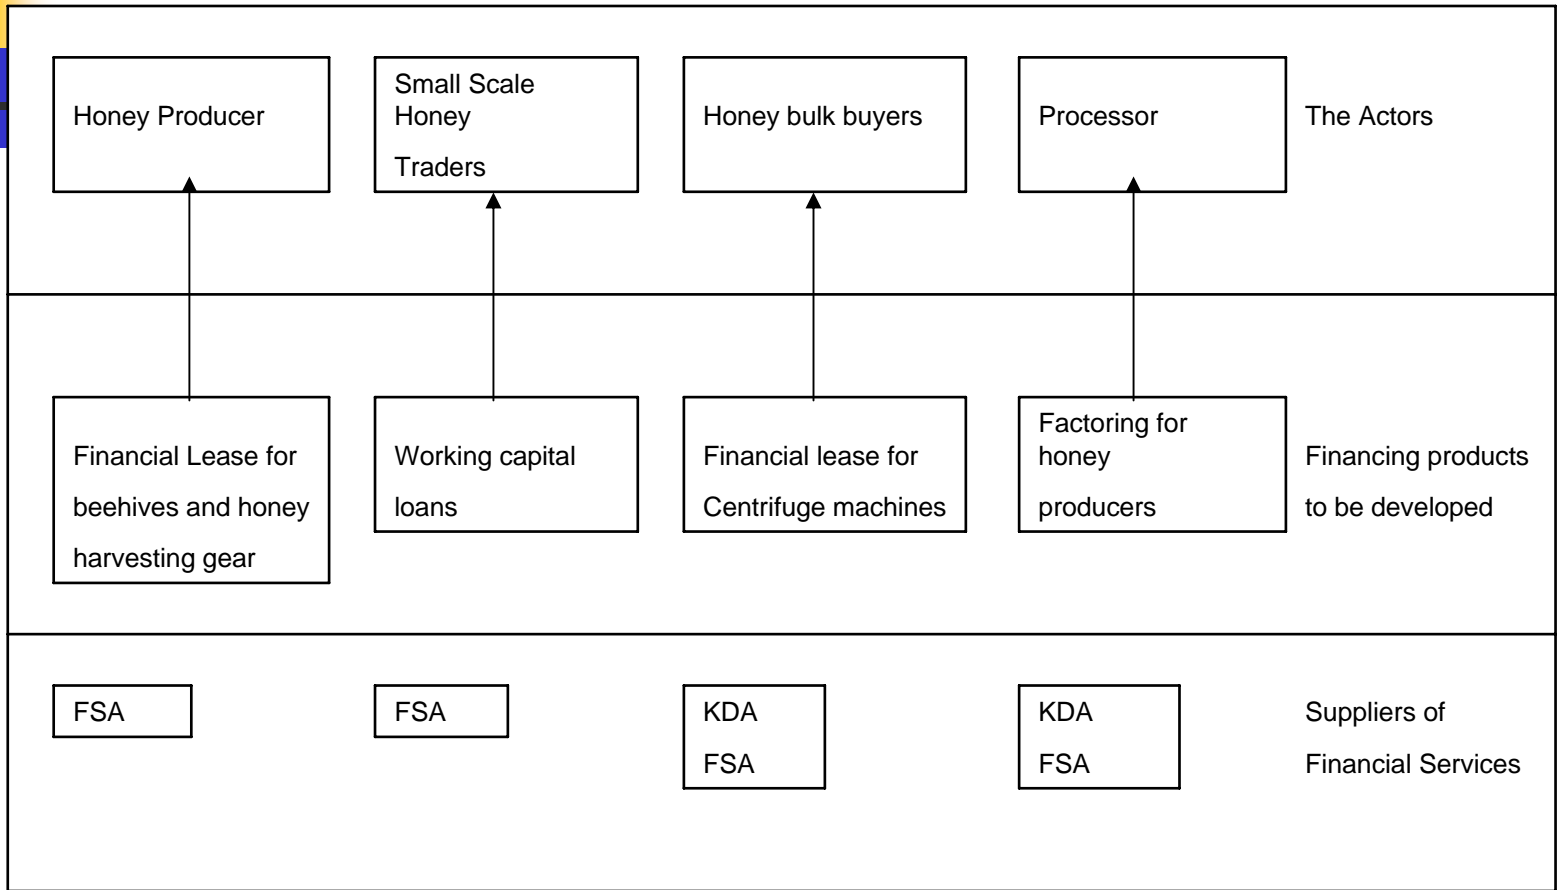 Honey Producer
Small Scale
Honey
Traders
Honey bulk buyers
Processor
The Actors
Financial Lease for
beehives and honey
harvesting gear
Working capital
loans
Financial lease for
Centrifuge machines
Factoring for
honey
producers
Financing products
to be developed
FSA
FSA
KDA
FSA
KDA
FSA
Suppliers of
Financial Services